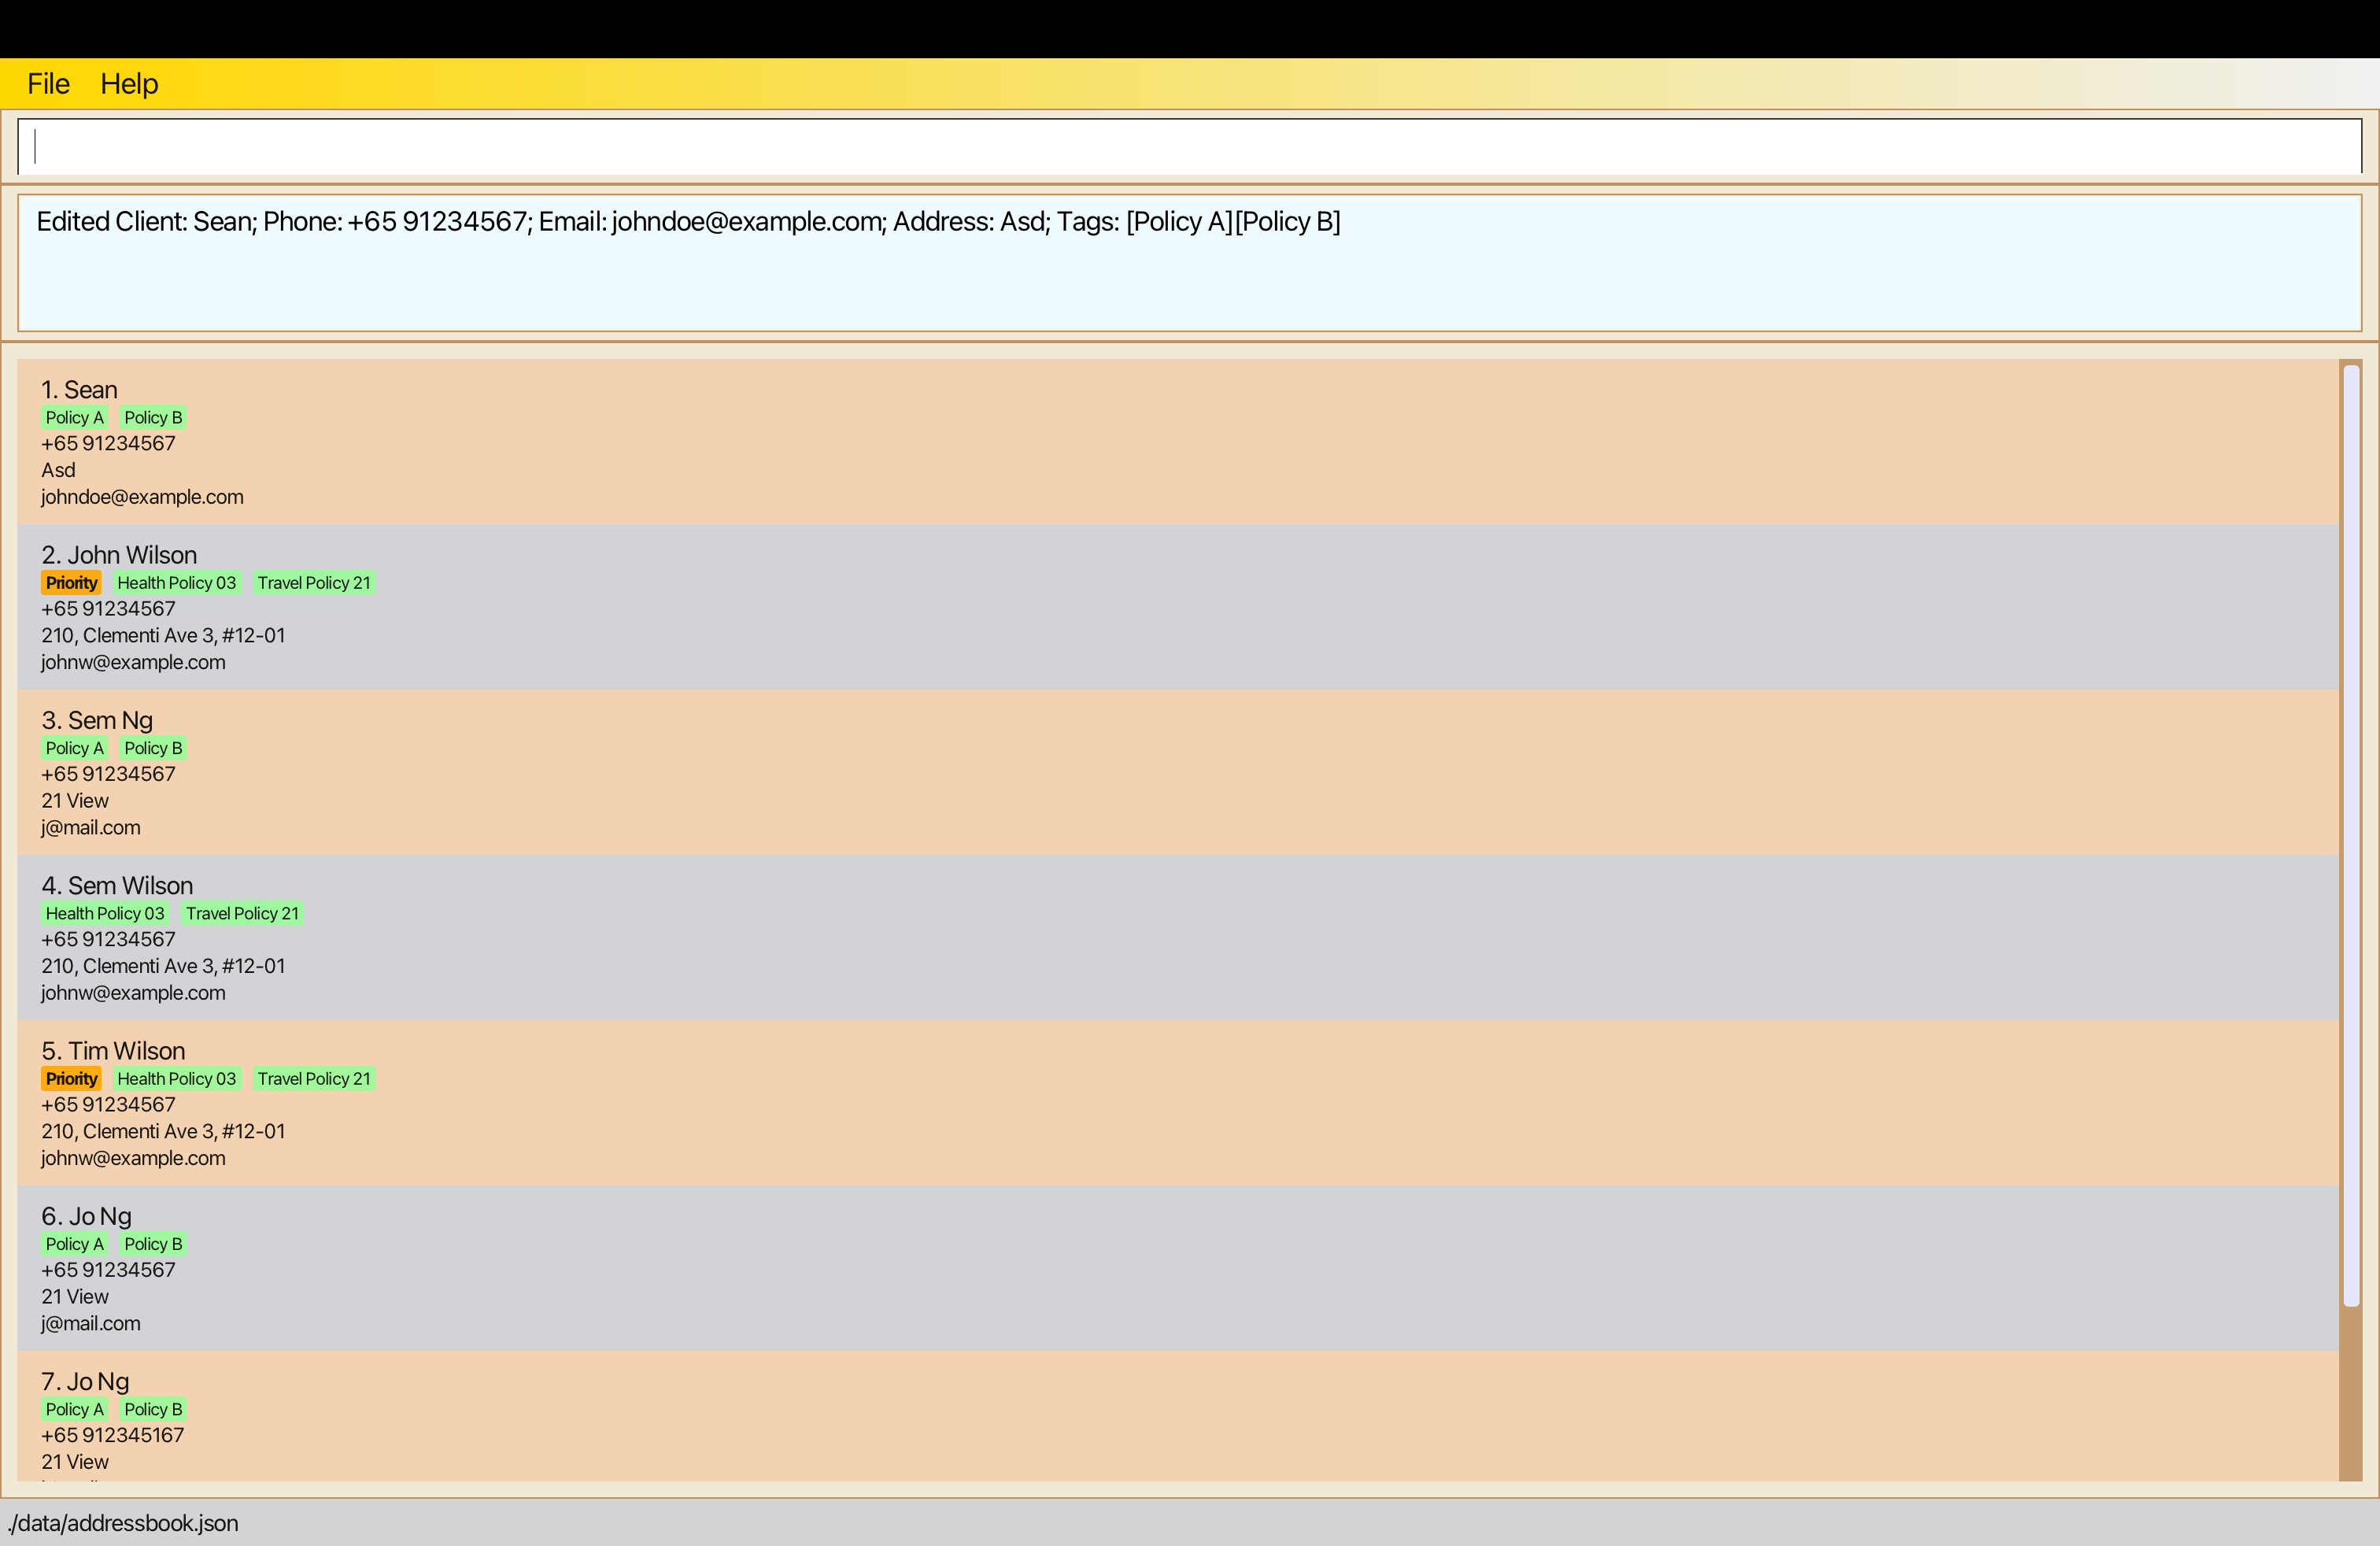 File Help
Edited Client: Sean; Phone: +65 91234567; Email: johndoe@example.com; Address: Asd; Tags: [Policy A][Policy B]
1. Sean
Policy A Policy B
+65 91234567
Asd
johndoe@example.com
2. John Wilson
Priority Health Policy 03 Travel Policy 21
+65 91234567
210, Clementi Ave 3, #12-01
johnw@example.com
3. Sem Ng
Policy A Policy B
+65 91234567
21 View
j@mail.com
4. Sem Wilson
Health Policy 03 Travel Policy 21
+65 91234567
210, Clementi Ave 3, #12-01
johnw@example.com
5. Tim Wilson
Priority Health Policy 03 Travel Policy 21
+65 91234567
210, Clementi Ave 3, #12-01
johnw@example.com
6. Jo Ng
Policy A Policy B
+65 91234567
21 View
j@mail.com
7. Jo Ng
Policy A Policy B
+65 912345167
21 View
./data/addressbook.json